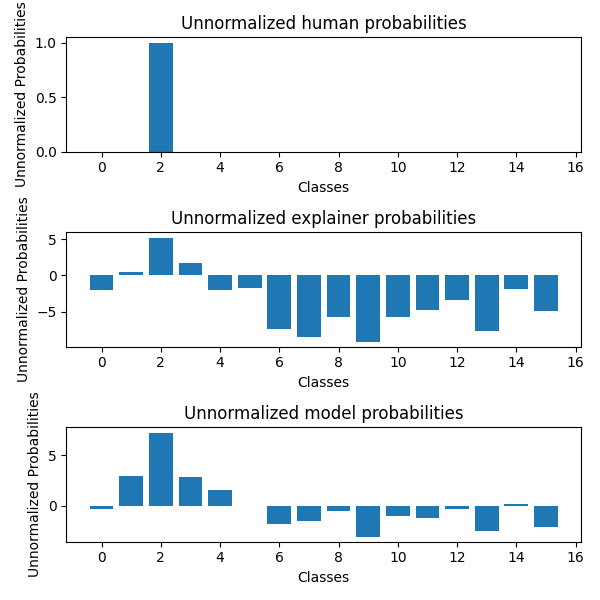 Unnormalized human probabilities
Unnormalized Probabilities
1.0
0.5
0.0
0 2 4 6 8 10 12 14 16
Classes
Unnormalized explainer probabilities
Unnormalized Probabilities
5
0
−5
0 2 4 6 8 10 12 14 16
Classes
Unnormalized model probabilities
Unnormalized Probabilities
5
0
0 2 4 6 8 10 12 14 16
Classes